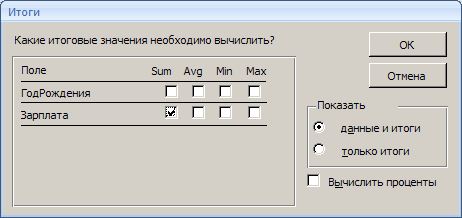 Итоги
Какие итоговые значения необходимо вычислить?
OK
Отмена
Поле Sum Avg Min Max
ГодРождения
Зарплата
Показать
данные и итоги
только итоги
Вычислить проценты